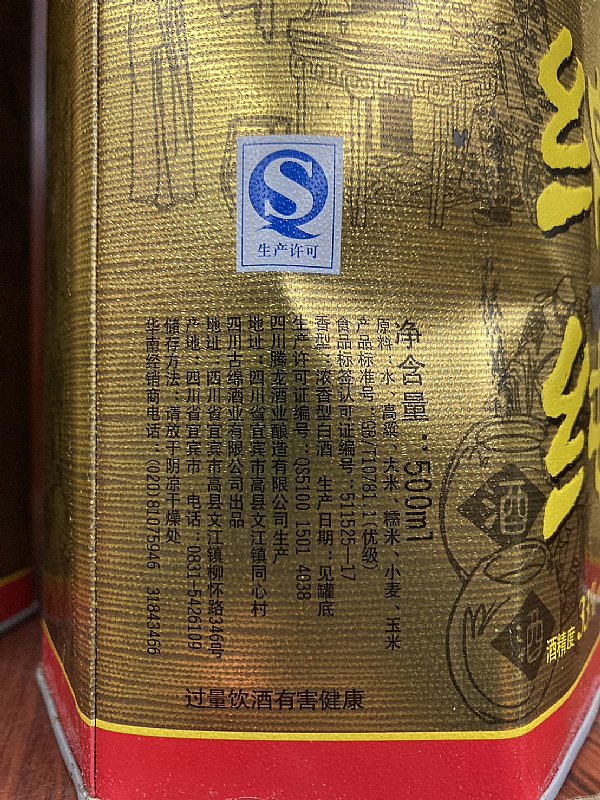 生产许可
净含量：500ml
原料：水、高粱、大米、糯米、小麦、玉米
产品标准号：GB/T10781.1(优级)
食品标签认可证编号：511525—17
香型：浓香型白酒 生产日期：见罐底
生产许可证编号：QS5100 1501 4038
四川腾龙酒业酿造有限公司生产
地址：四川省宜宾市高县文江镇同心村
四川古绵酒业有限公司出品
地址：四川省宜宾市高县文江镇柳怀路346号
产地：四川省宜宾市 电话：0831-5426109
储存方法：请放于阴凉干燥处
华南经销商电话：(020)81075946 31843466
过量饮酒有害健康
酒
酒
纯
酒精度